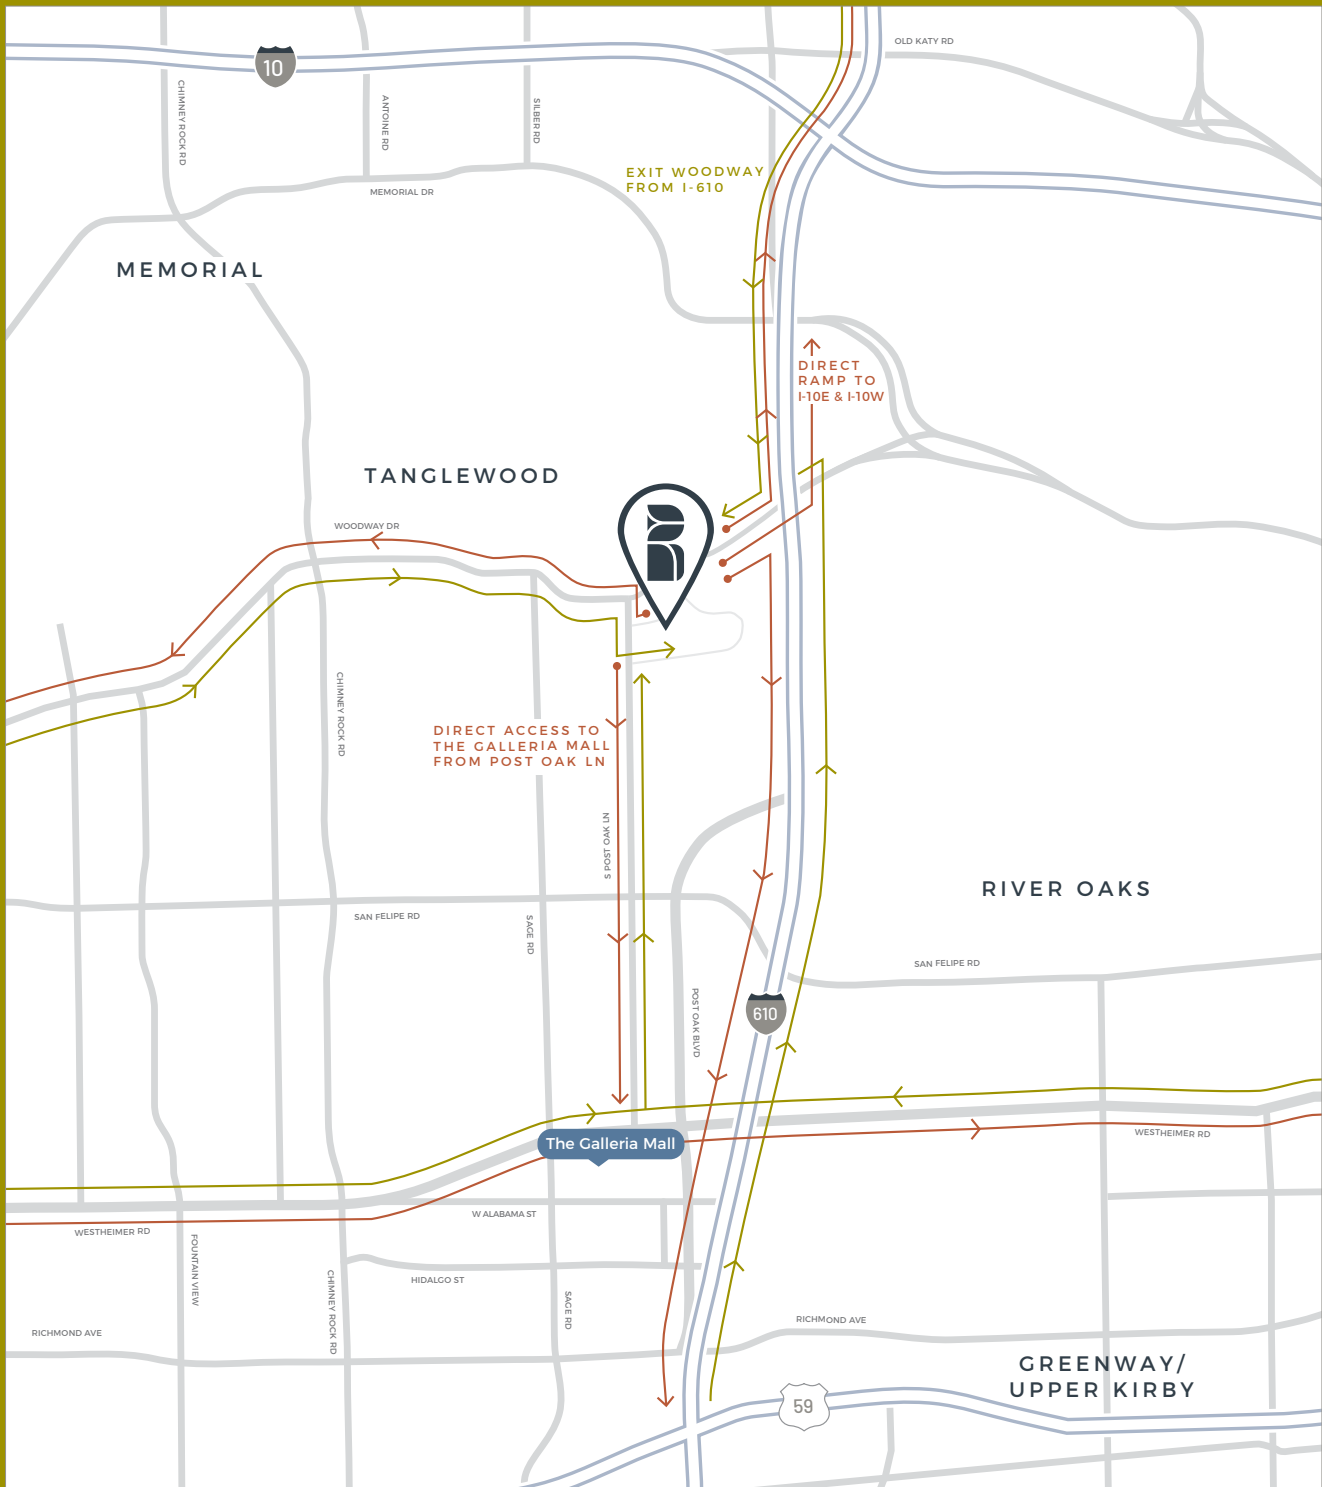 OLD KATY RD
10
CHIMNEY ROCK RD
ANTOINE RD
SILBER RD
EXIT WOODWAY
FROM I-610
MEMORIAL DR
MEMORIAL
DIRECT
RAMP TO
I-10E & I-10W
TANGLEWOOD
WOODWAY DR
CHIMNEY ROCK RD
DIRECT ACCESS TO
THE GALLERIA MALL
FROM POST OAK LN
S POST OAK LN
RIVER OAKS
SAN FELIPE RD
SAGE RD
SAN FELIPE RD
POST OAK BLVD
610
The Galleria Mall
WESTHEIMER RD
W ALABAMA ST
WESTHEIMER RD
FOUNTAIN VIEW
CHIMNEY ROCK RD
HIDALGO ST
SAGE RD
RICHMOND AVE
RICHMOND AVE
GREENWAY/
UPPER KIRBY
59